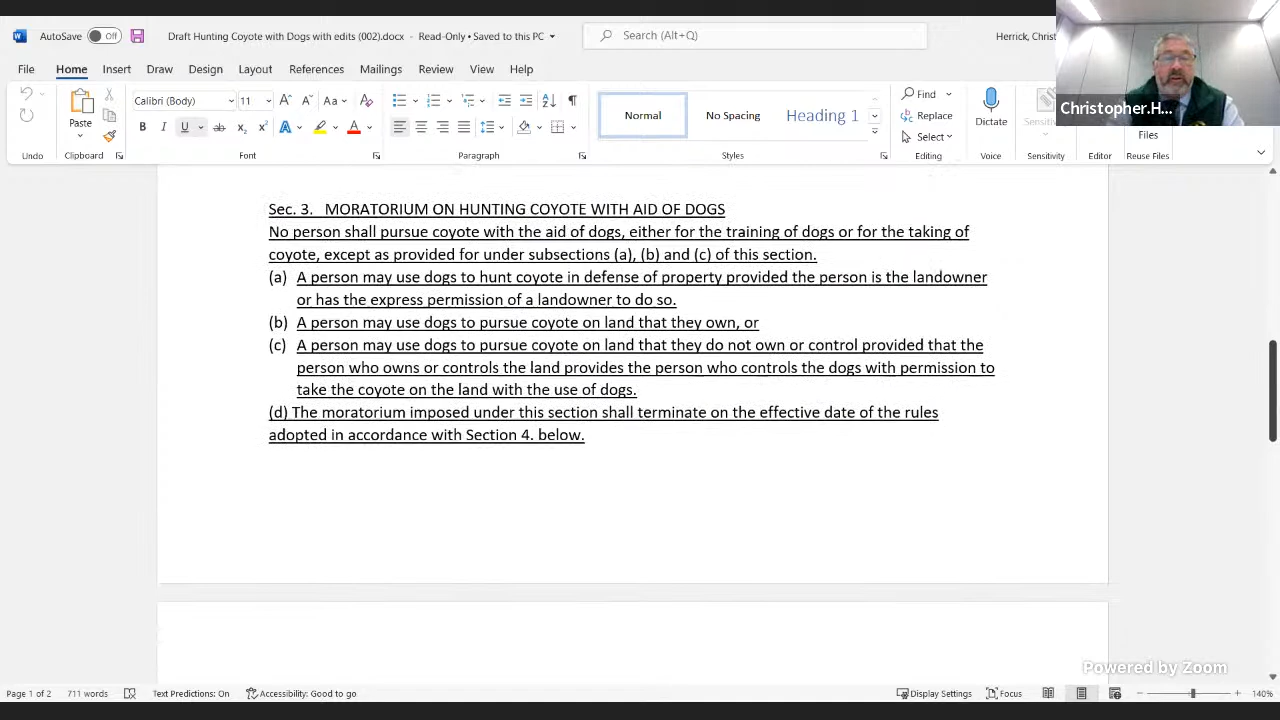 AutoSave Off Draft Hunting Coyote with Dogs with edits (002).docx - Read-Only • Saved to this PC Search (Alt+Q) Herrick, Christ
File Home Insert Draw Design Layout References Mailings Review View Help
Christopher.H...
Paste Calibri (Body) 11 Aa Normal No Spacing Heading 1 Find Replace Select Dictate Sensitivity Files
Undo Clipboard Font Paragraph Styles Editing Voice Sensitivity Editor Reuse Files
Sec. 3. MORATORIUM ON HUNTING COYOTE WITH AID OF DOGS
No person shall pursue coyote with the aid of dogs, either for the training of dogs or for the taking of
coyote, except as provided for under subsections (a), (b) and (c) of this section.
(a) A person may use dogs to hunt coyote in defense of property provided the person is the landowner
or has the express permission of a landowner to do so.
(b) A person may use dogs to pursue coyote on land that they own, or
(c) A person may use dogs to pursue coyote on land that they do not own or control provided that the
person who owns or controls the land provides the person who controls the dogs with permission to
take the coyote on the land with the use of dogs.
(d) The moratorium imposed under this section shall terminate on the effective date of the rules
adopted in accordance with Section 4. below.
Powered by Zoom
Page 1 of 2 711 words Text Predictions: On Accessibility: Good to go Display Settings Focus 140%